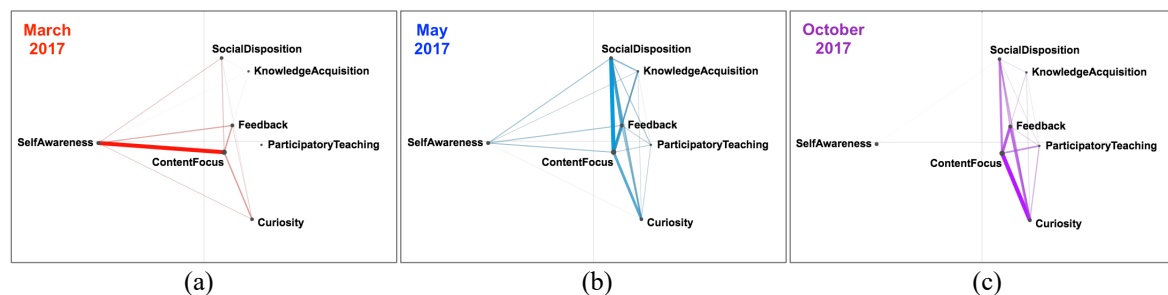 March
2017
SocialDisposition
KnowledgeAcquisition
Feedback
SelfAwareness
ParticipatoryTeaching
ContentFocus
Curiosity
(a)
May
2017
SocialDisposition
KnowledgeAcquisition
Feedback
SelfAwareness
ParticipatoryTeaching
ContentFocus
Curiosity
(b)
October
2017
SocialDisposition
KnowledgeAcquisition
Feedback
SelfAwareness
ParticipatoryTeaching
ContentFocus
Curiosity
(c)